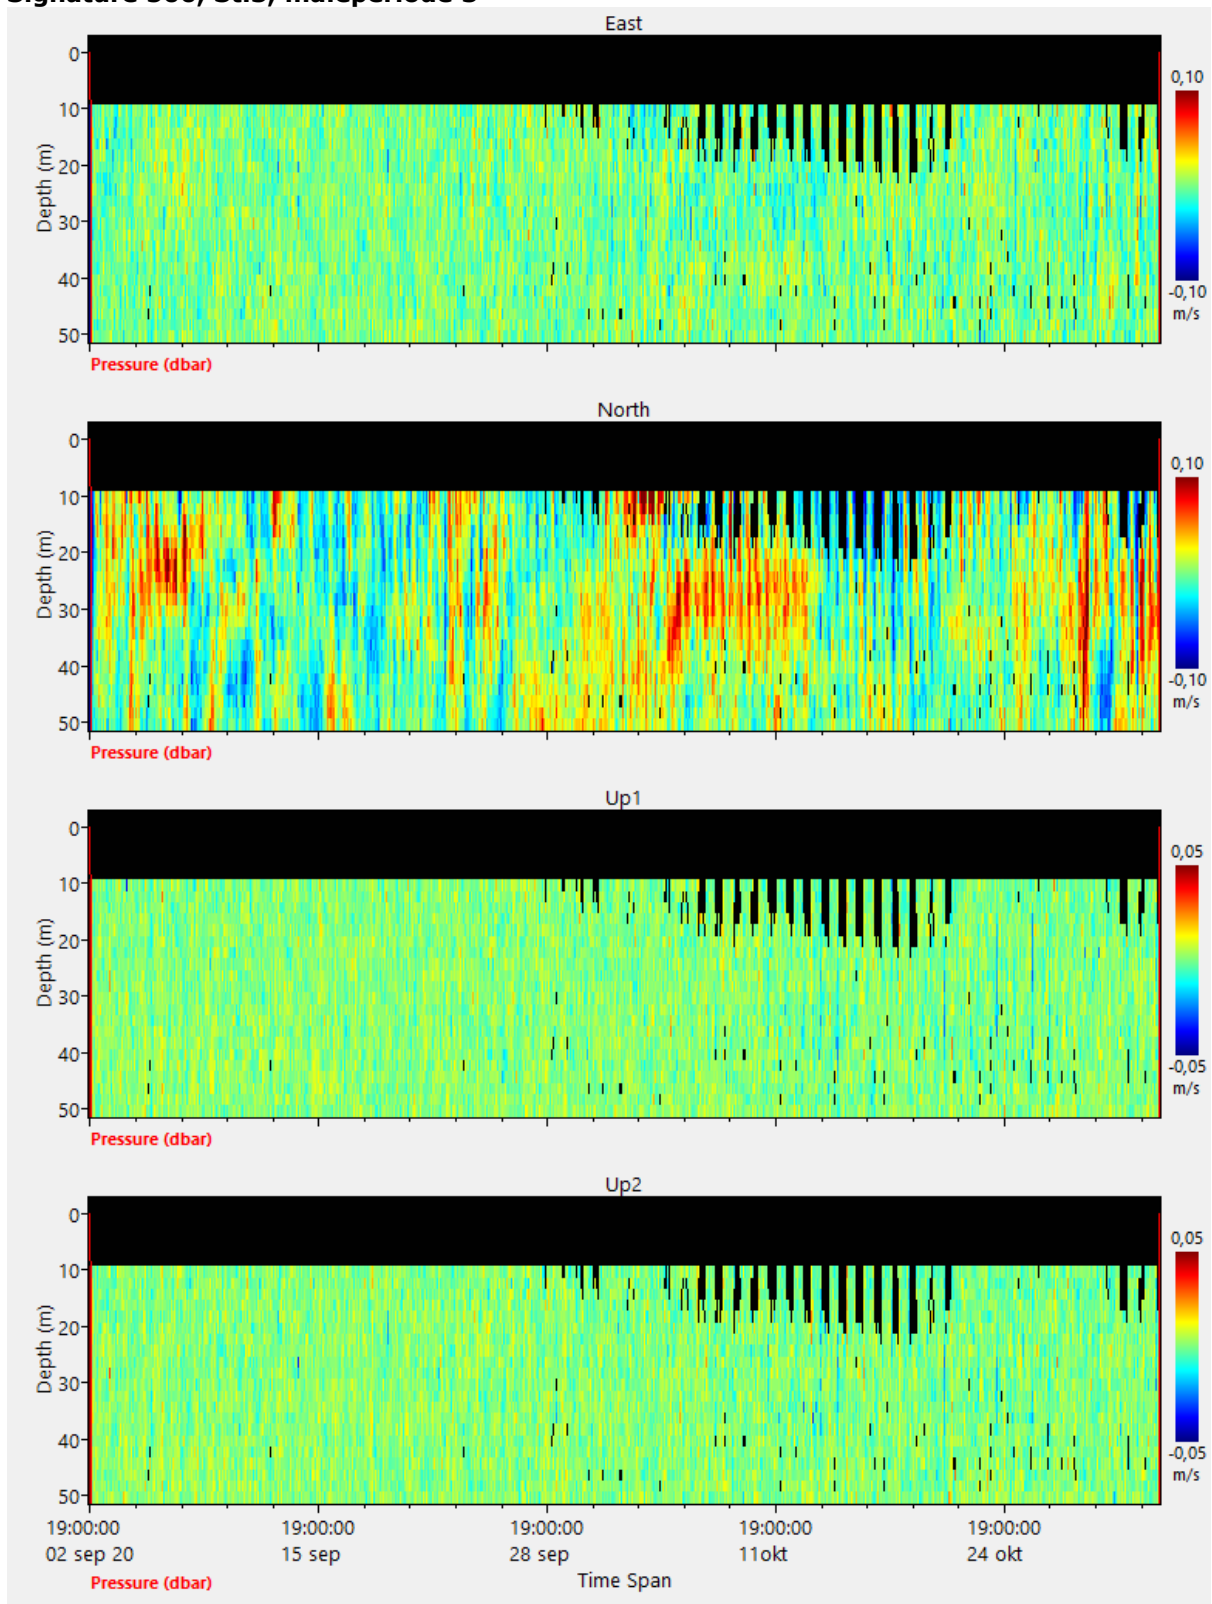 East
0
10
20
30
40
50
Depth (m)
0,10
-0,10
m/s
Pressure (dbar)
North
0
10
20
30
40
50
Depth (m)
0,10
-0,10
m/s
Pressure (dbar)
Up1
0
10
20
30
40
50
Depth (m)
0,05
-0,05
m/s
Pressure (dbar)
Up2
0
10
20
30
40
50
Depth (m)
0,05
-0,05
m/s
19:00:00 19:00:00 19:00:00 19:00:00 19:00:00
02 sep 20 15 sep 28 sep 11okt 24 okt
Pressure (dbar) Time Span